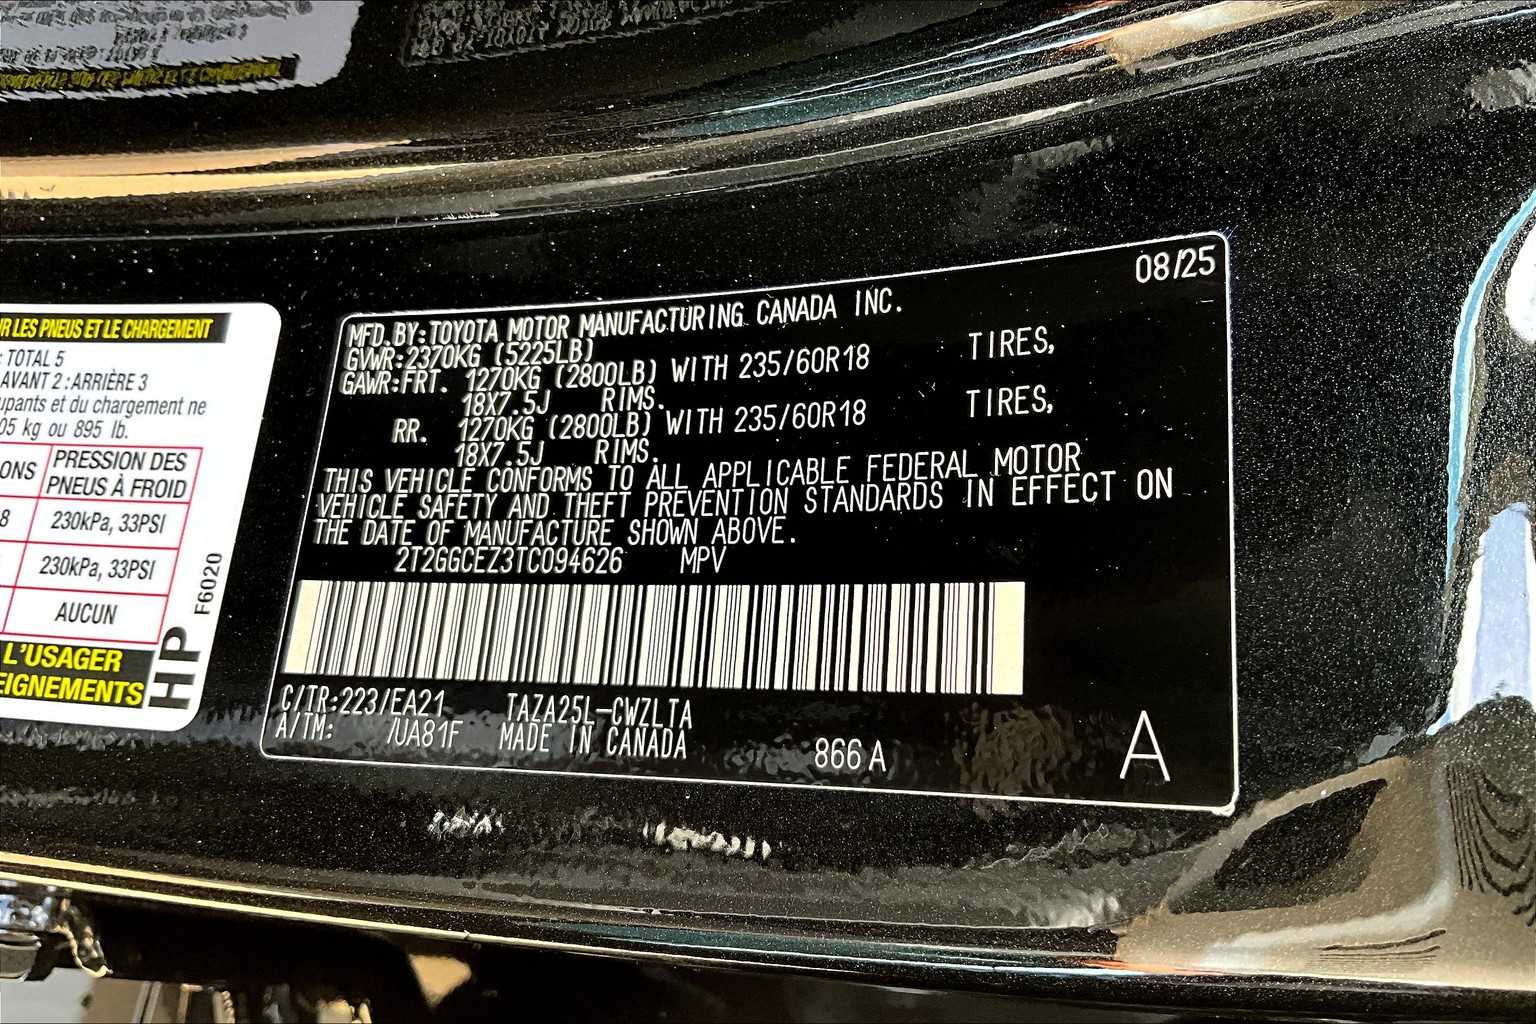 R LES PNEUS ET LE CHARGEMENT
: TOTAL 5
AVANT 2 : ARRIÈRE 3
upants et du chargement ne
05 kg ou 895 lb.
ONS PRESSION DES
PNEUS À FROID
8 230kPa, 33PSI
230kPa, 33PSI
AUCUN
L'USAGER
EIGNEMENTS
HP
F6020
08/25
MFD.BY:TOYOTA MOTOR MANUFACTURING CANADA INC.
GVWR:2370KG (5225LB)
GAWR:FRT. 1270KG (2800LB) WITH 235/60R18 TIRES,
18X7.5J RIMS.
RR. 1270KG (2800LB) WITH 235/60R18 TIRES,
18X7.5J RIMS.
THIS VEHICLE CONFORMS TO ALL APPLICABLE FEDERAL MOTOR
VEHICLE SAFETY AND THEFT PREVENTION STANDARDS IN EFFECT ON
THE DATE OF MANUFACTURE SHOWN ABOVE.
2T2GGCEZ3TC094626 MPV
C/TR:223/EA21 TAZA25L-CWZLTA
A/TM: /UA81F MADE IN CANADA
866 A
A